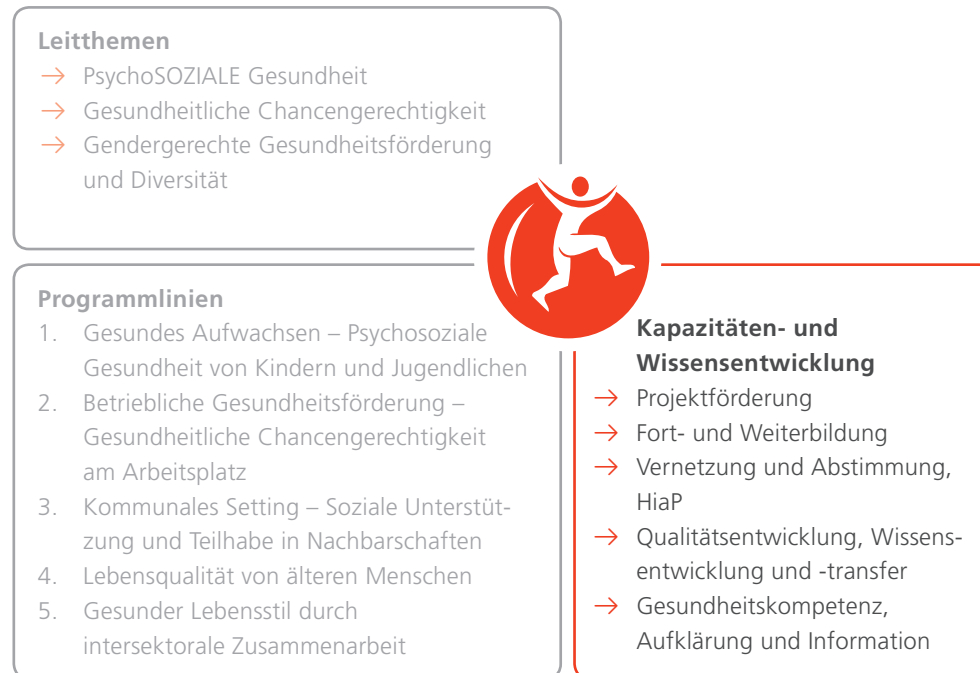 Leitthemen
→ PsychoSOZIALE Gesundheit
→ Gesundheitliche Chancengerechtigkeit
→ Gendergerechte Gesundheitsförderung
und Diversität
Programmlinien
1. Gesundes Aufwachsen – Psychosoziale
Gesundheit von Kindern und Jugendlichen
2. Betriebliche Gesundheitsförderung –
Gesundheitliche Chancengerechtigkeit
am Arbeitsplatz
3. Kommunales Setting – Soziale Unterstüt-
zung und Teilhabe in Nachbarschaften
4. Lebensqualität von älteren Menschen
5. Gesunder Lebensstil durch
intersektorale Zusammenarbeit
Kapazitäten- und
Wissensentwicklung
→ Projektförderung
→ Fort- und Weiterbildung
→ Vernetzung und Abstimmung,
HiaP
→ Qualitätsentwicklung, Wissens-
entwicklung und -transfer
→ Gesundheitskompetenz,
Aufklärung und Information